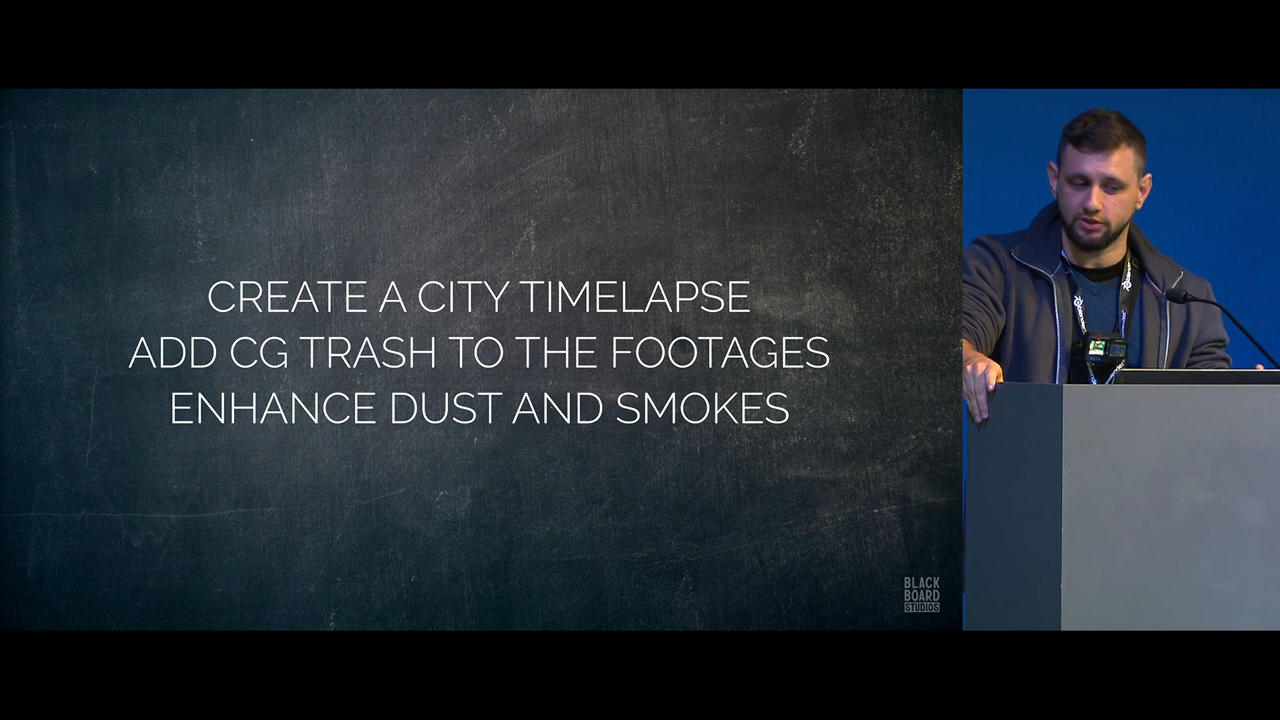 CREATE A CITY TIMELAPSE
ADD CG TRASH TO THE FOOTAGES
ENHANCE DUST AND SMOKES
BLACK
BOARD
STUDIOS